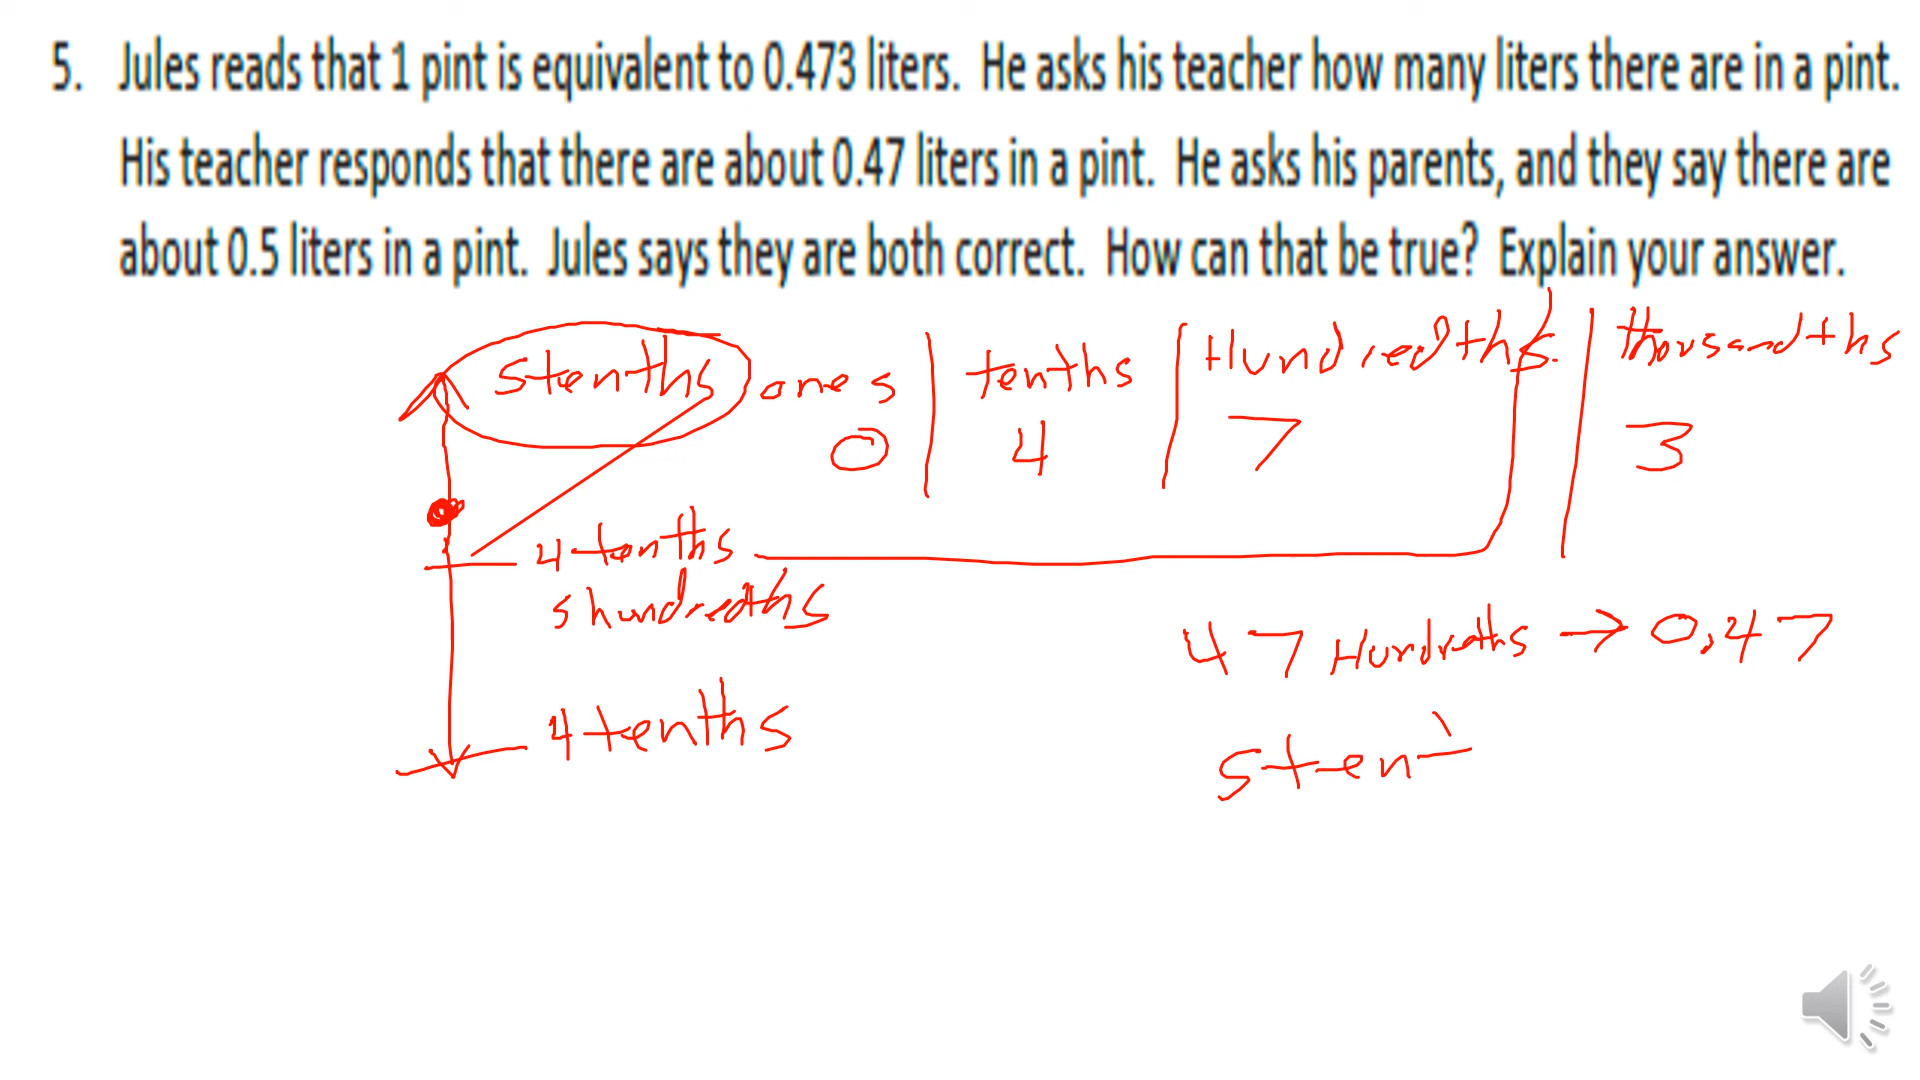 5. Jules reads that 1 pint is equivalent to 0.473 liters. He asks his teacher how many liters there are in a pint.
His teacher responds that there are about 0.47 liters in a pint. He asks his parents, and they say there are
about 0.5 liters in a pint. Jules says they are both correct. How can that be true? Explain your answer.
5tenths ones tenths Hundredths thousandths
0 4 7 3
4 tenths
5 hundredths
47 Hundreths → 0.47
4 tenths
5 tent